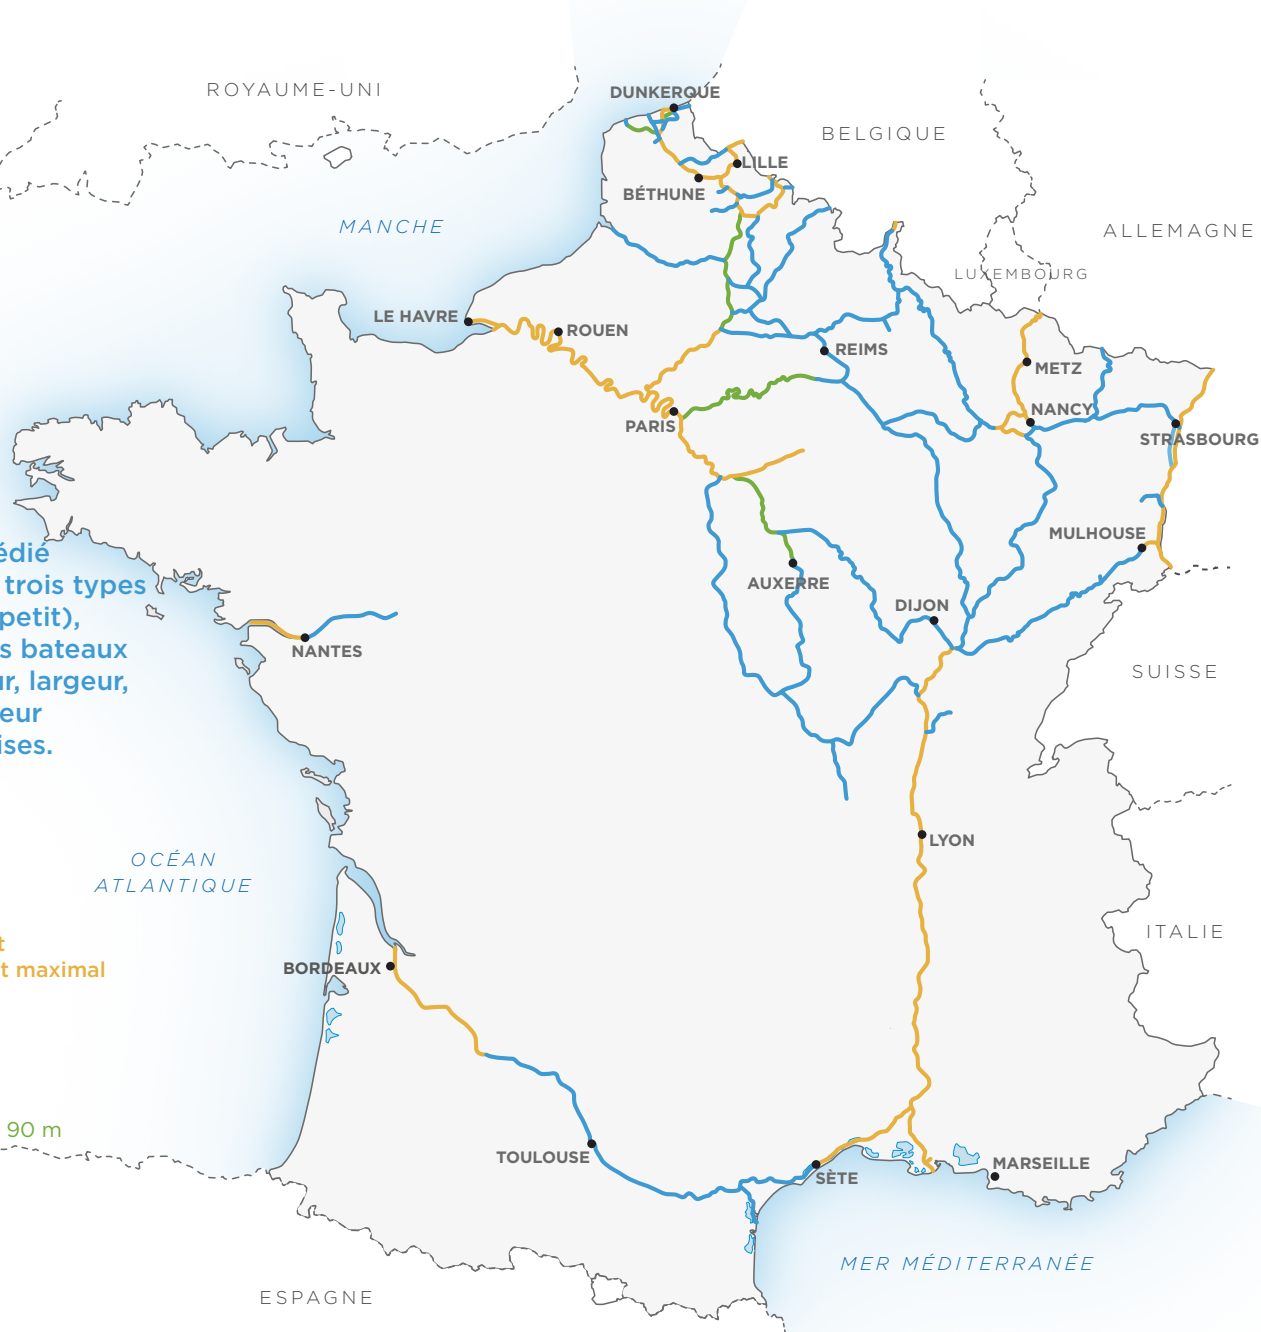 ROYAUME-UNI
DUNKERQUE
BELGIQUE
LILLE
BÉTHUNE
MANCHE
ALLEMAGNE
LUXEMBOURG
LE HAVRE
ROUEN
REIMS
METZ
NANCY
PARIS
STRASBOURG
MULHOUSE
édié
trois types
petit),
s bateaux
ur, largeur,
eur
ises.
AUXERRE
DIJON
NANTES
SUISSE
LYON
OCÉAN
ATLANTIQUE
ITALIE
t
t maximal
BORDEAUX
90 m
TOULOUSE
SÈTE
MARSEILLE
MER MÉDITERRANÉE
ESPAGNE